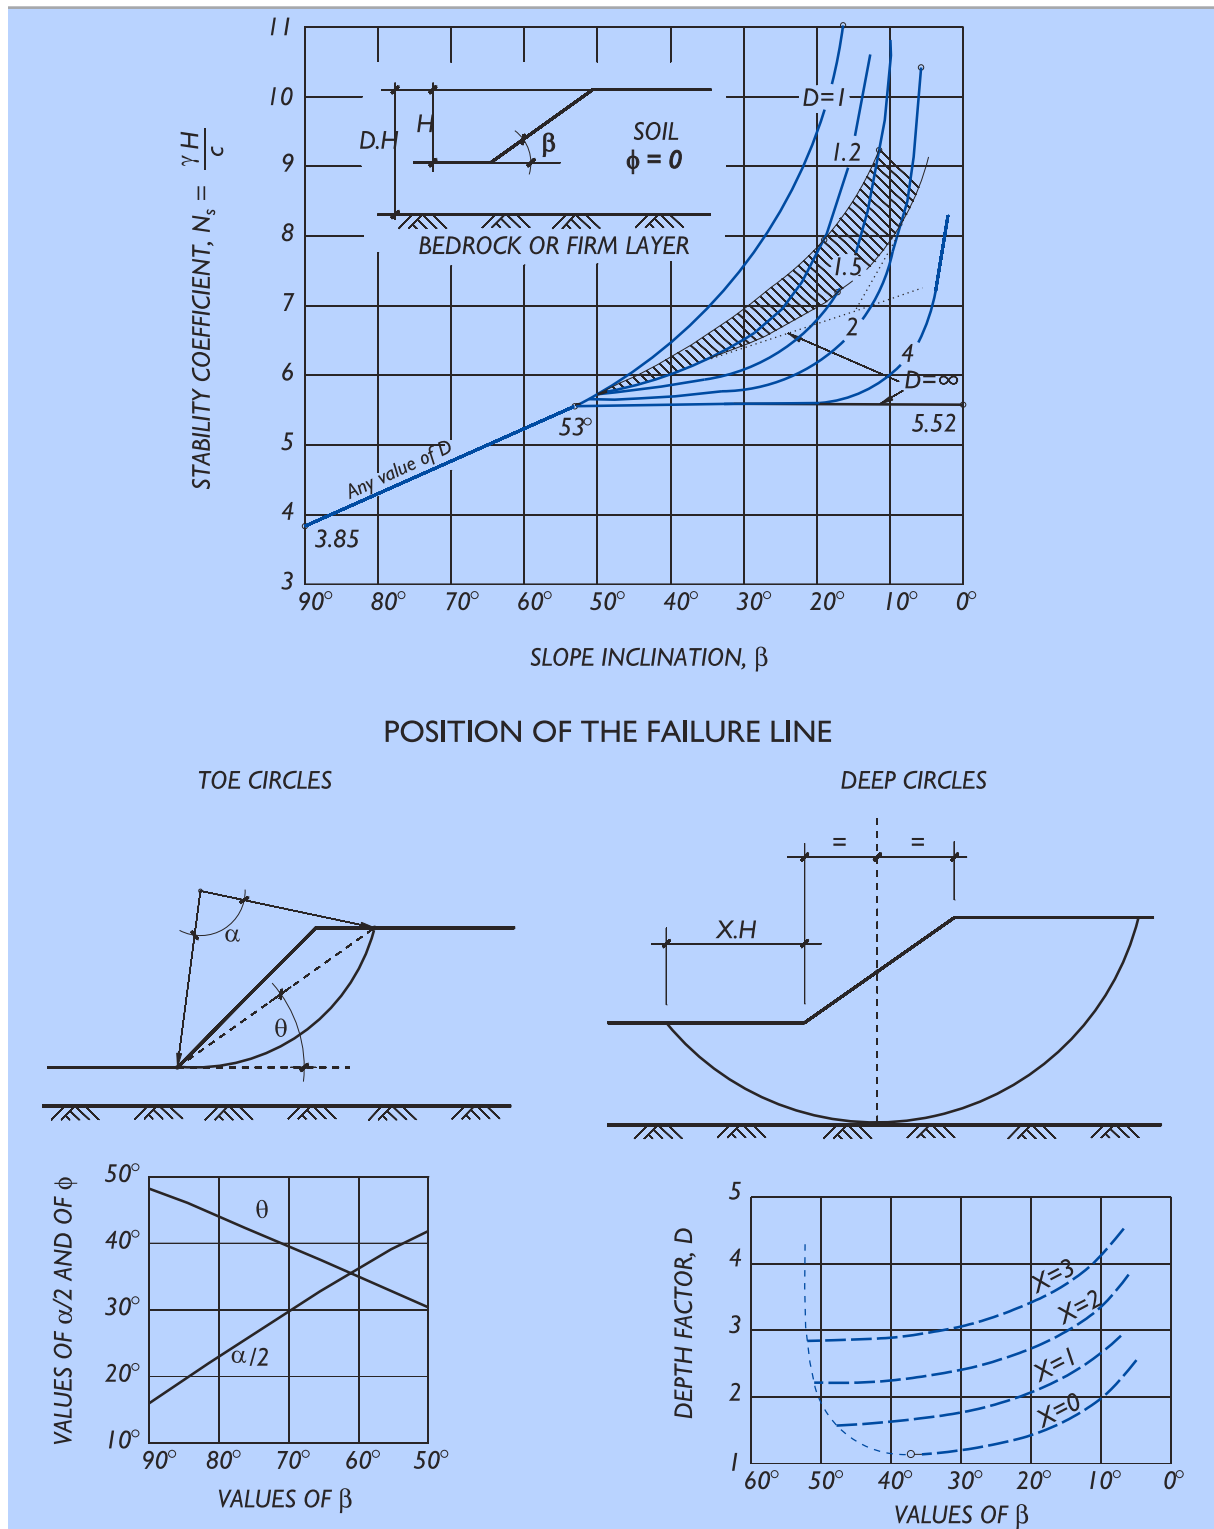 11
10
9
8
7
6
5
4
3
STABILITY COEFFICIENT, Nₛ = γ H / c
D.H
H
β
SOIL
ϕ = 0
BEDROCK OR FIRM LAYER
D=1
1.2
1.5
2
4
D=∞
5.52
53°
Any value of D
3.85
90° 80° 70° 60° 50° 40° 30° 20° 10° 0°
SLOPE INCLINATION, β
POSITION OF THE FAILURE LINE
TOE CIRCLES
α
θ
DEEP CIRCLES
= =
X.H
VALUES OF α/2 AND OF ϕ
50°
40°
30°
20°
10°
θ
α/2
90° 80° 70° 60° 50°
VALUES OF β
DEPTH FACTOR, D
5
4
3
2
1
X=3
X=2
X=1
X=0
60° 50° 40° 30° 20° 10° 0°
VALUES OF β